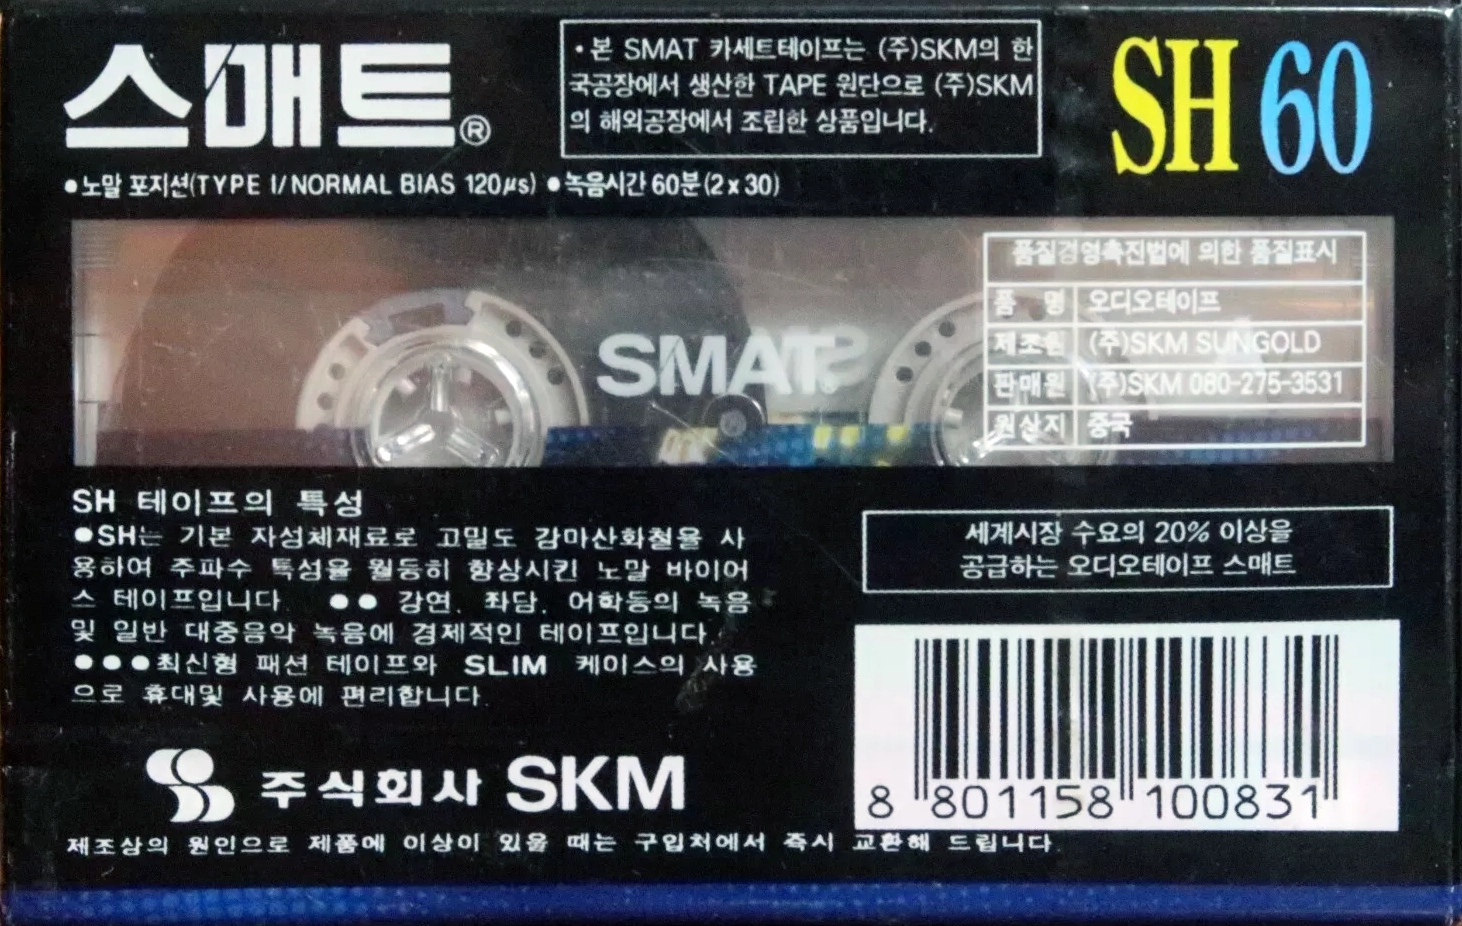 스매트®
• 본 SMAT 카세트테이프는 (주)SKM의 한
국공장에서 생산한 TAPE 원단으로 (주)SKM
의 해외공장에서 조립한 상품입니다.
SH 60
●노말 포지션(TYPE I/NORMAL BIAS 120μs) ●녹음시간 60분(2x30)
SMAT
품질경영촉진법에 의한 품질표시
품 명 오디오테이프
제조원 (주)SKM SUNGOLD
판매원 (주)SKM 080-275-3531
원산지 중국
SH 테이프의 특성
●SH는 기본 자성체재료로 고밀도 감마산화철을 사
용하여 주파수 특성을 월등히 향상시킨 노말 바이어
스 테이프입니다. ●● 강연, 좌담, 어학등의 녹음
및 일반 대중음악 녹음에 경제적인 테이프입니다.
●●●최신형 패션 테이프와 SLIM 케이스의 사용
으로 휴대및 사용에 편리합니다.
세계시장 수요의 20% 이상을
공급하는 오디오테이프 스매트
8 801158 100831
주식회사 SKM
제조상의 원인으로 제품에 이상이 있을 때는 구입처에서 즉시 교환해 드립니다.